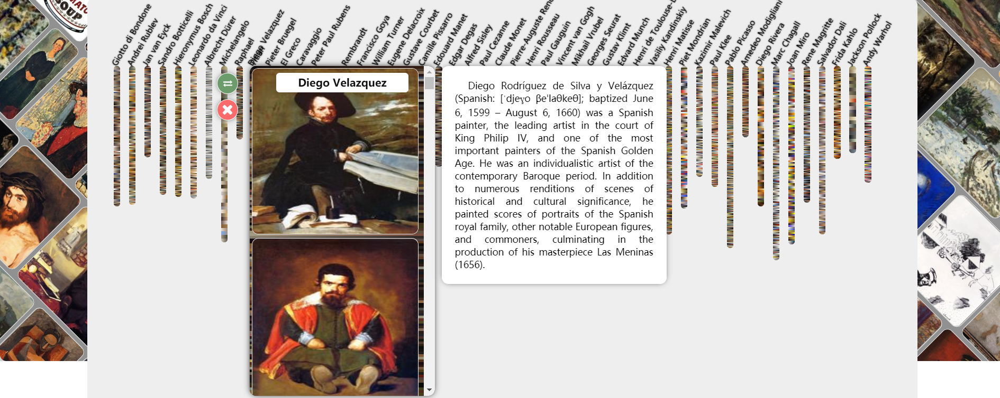 MATO
SOUP
Giotto di Bondone
Andrei Rublev
Jan van Eyck
Sandro Botticelli
Hieronymus Bosch
Leonardo da Vinci
Albrecht Dürer
Michelangelo
Raphael
Velazquez
Pieter Bruegel
El Greco
Caravaggio
Peter Paul Rubens
Rembrandt
Francisco Goya
William Turner
Eugene Delacroix
Gustave Courbet
Camille Pissarro
Edouard Manet
Edgar Degas
Alfred Sisley
Paul Cezanne
Claude Monet
Pierre-Auguste Reno
Henri Rousseau
Paul Gauguin
Vincent van Gogh
Mikhail Vrubel
Georges Seurat
Gustav Klimt
Edvard Munch
Henri de Toulouse-L
Vasiliy Kandinskiy
Henri Matisse
Piet Mondrian
Kazimir Malevich
Paul Klee
Pablo Picasso
Amedeo Modigliani
Diego Rivera
Marc Chagall
Joan Miro
Rene Magritte
Salvador Dali
Frida Kahlo
Jackson Pollock
Andy Warhol
Diego Velazquez
Diego Rodríguez de Silva y Velázquez
(Spanish: [ˈdjeɣo βe'laθkeθ]; baptized June
6, 1599 – August 6, 1660) was a Spanish
painter, the leading artist in the court of
King Philip IV, and one of the most
important painters of the Spanish Golden
Age. He was an individualistic artist of the
contemporary Baroque period. In addition
to numerous renditions of scenes of
historical and cultural significance, he
painted scores of portraits of the Spanish
royal family, other notable European figures,
and commoners, culminating in the
production of his masterpiece Las Meninas
(1656).